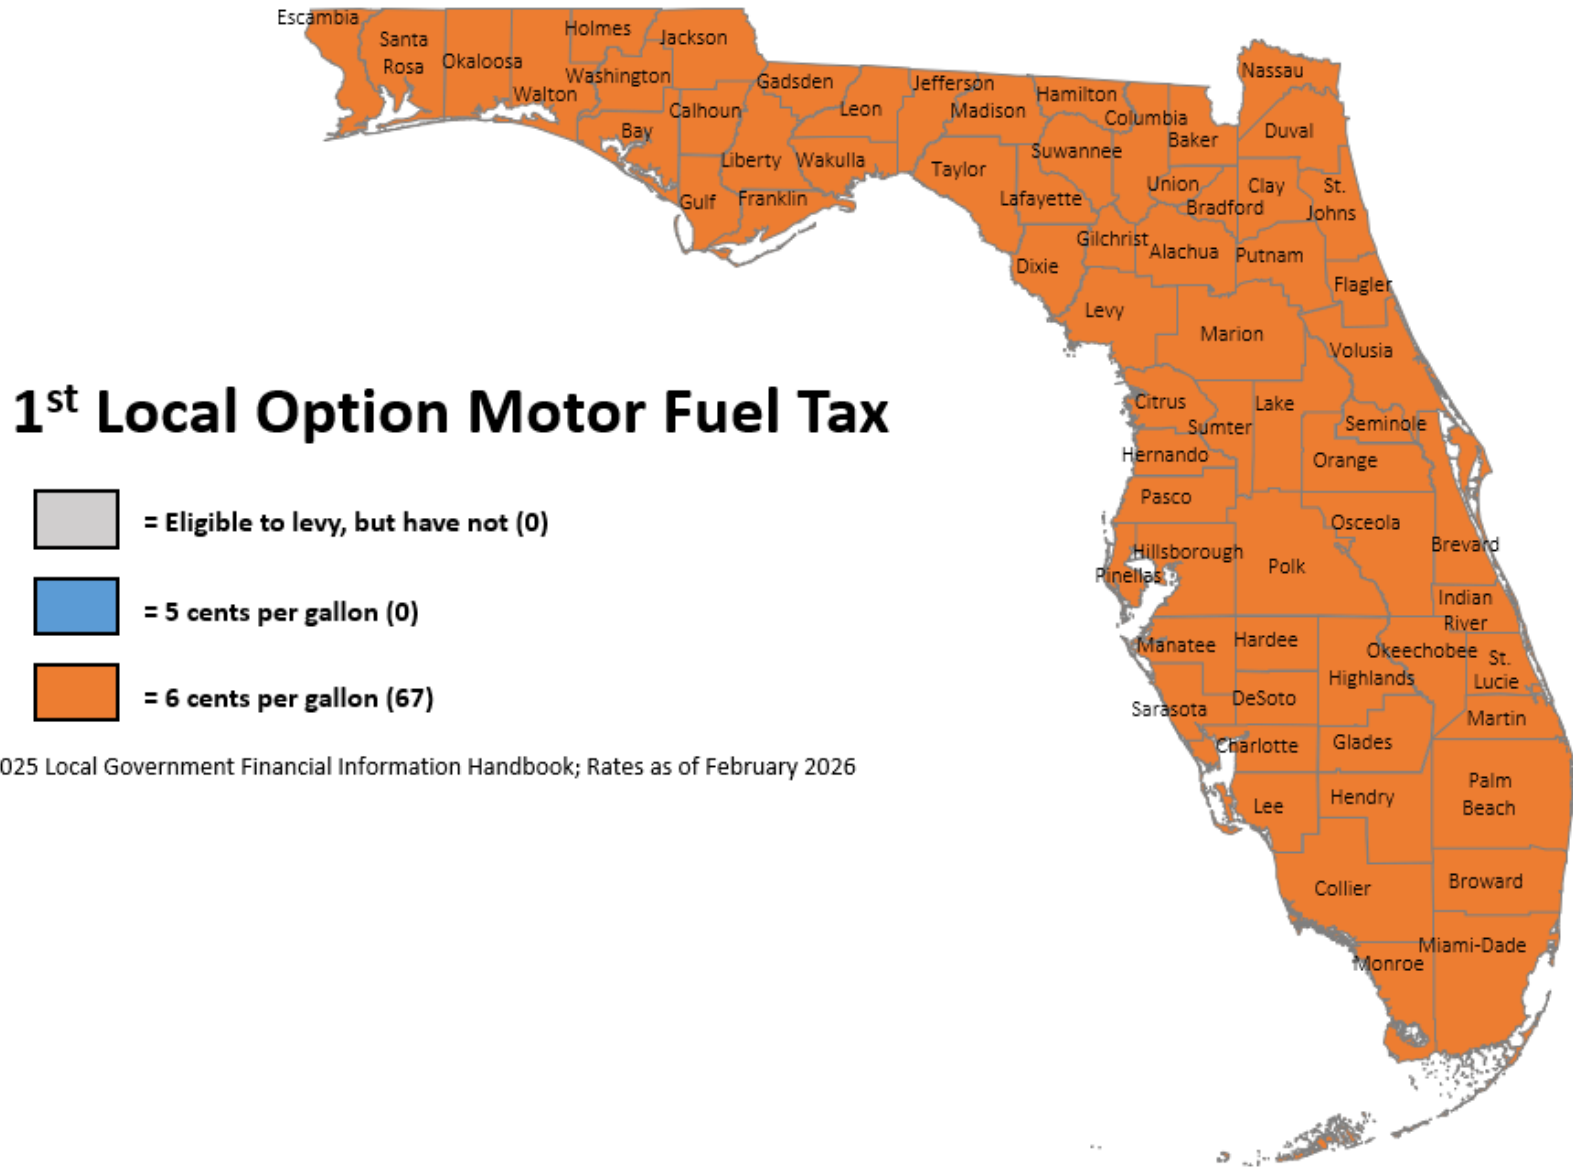 Escambia
Santa
Rosa
Okaloosa
Walton
Holmes
Washington
Jackson
Bay
Calhoun
Gulf
Gadsden
Liberty
Franklin
Leon
Wakulla
Jefferson
Madison
Taylor
Hamilton
Suwannee
Lafayette
Columbia
Baker
Nassau
Duval
Union
Bradford
Clay
St.
Johns
Gilchrist
Alachua
Putnam
Dixie
Flagler
Levy
Marion
Volusia
Citrus
Sumter
Lake
Seminole
Hernando
Orange
Pasco
Osceola
Hillsborough
Pinellas
Polk
Brevard
Indian
River
Manatee
Hardee
Okeechobee
St.
Lucie
Highlands
Sarasota
DeSoto
Martin
Charlotte
Glades
Lee
Hendry
Palm
Beach
Collier
Broward
Miami-Dade
Monroe
1st Local Option Motor Fuel Tax
= Eligible to levy, but have not (0)
= 5 cents per gallon (0)
= 6 cents per gallon (67)
025 Local Government Financial Information Handbook; Rates as of February 2026